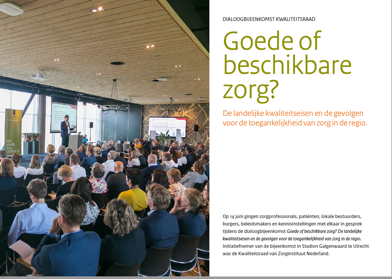 DIALOOGBIJEENKOMST KWALITEITSRAAD
Goede of
beschikbare
zorg?
De landelijke kwaliteitseisen en de gevolgen
voor de toegankelijkheid van zorg in de regio.
Op 14 juni gingen zorgprofessionals, patiënten, lokale bestuurders,
burgers, beleidsmakers en kennisinstellingen met elkaar in gesprek
tijdens de dialoogbijeenkomst Goede of beschikbare zorg? De landelijke
kwaliteitseisen en de gevolgen voor de toegankelijkheid van zorg in de regio.
Initiatiefnemer van de bijeenkomst in Stadion Galgenwaard te Utrecht
was de Kwaliteitsraad van Zorginstituut Nederland.